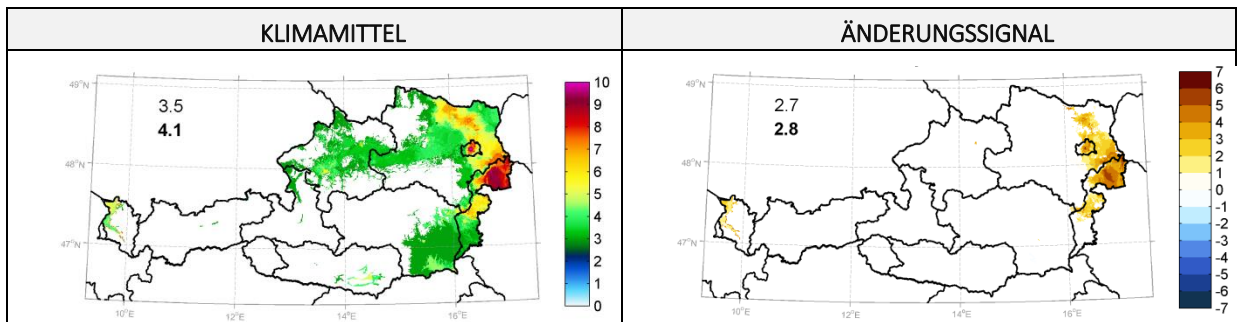 KLIMAMITTEL
ÄNDERUNGSSIGNAL
49°N
48°N
47°N
10°E
12°E
14°E
16°E
3.5
4.1
10
9
8
7
6
5
4
3
2
1
0
49°N
48°N
47°N
10°E
12°E
14°E
16°E
2.7
2.8
7
6
5
4
3
2
1
0
-1
-2
-3
-4
-5
-6
-7